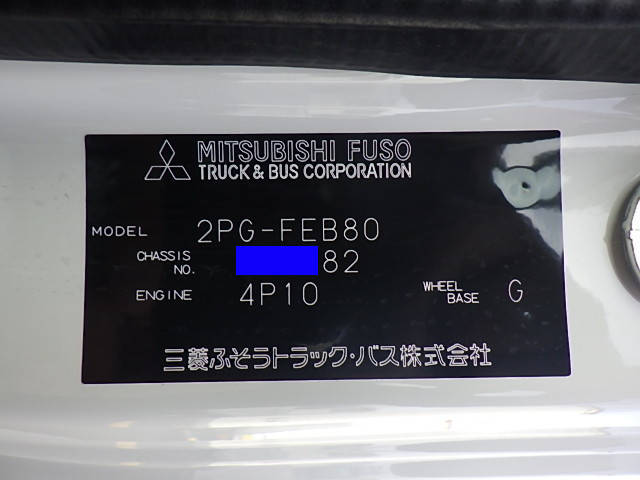 MITSUBISHI FUSO
TRUCK & BUS CORPORATION
MODEL 2PG-FEB80
CHASSIS NO. 82
ENGINE 4P10 WHEEL BASE G
三菱ふそうトラック・バス株式会社